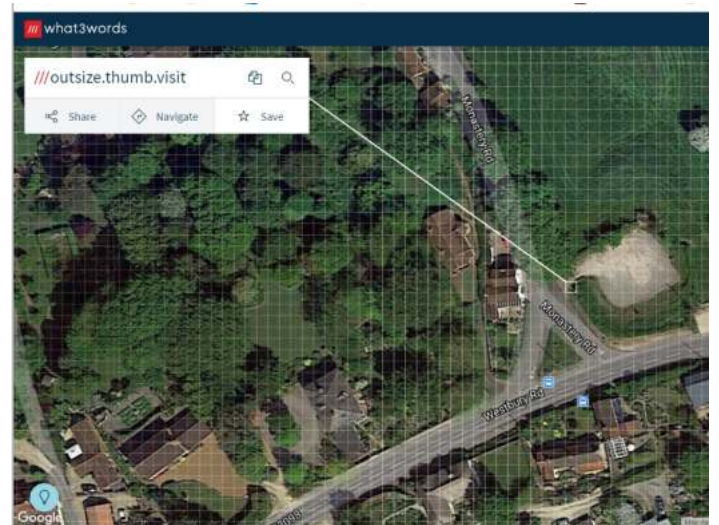 what3words
///outsize.thumb.visit
Share Navigate Save
Monastery Rd
Monastery Rd
Westbury Rd
Google